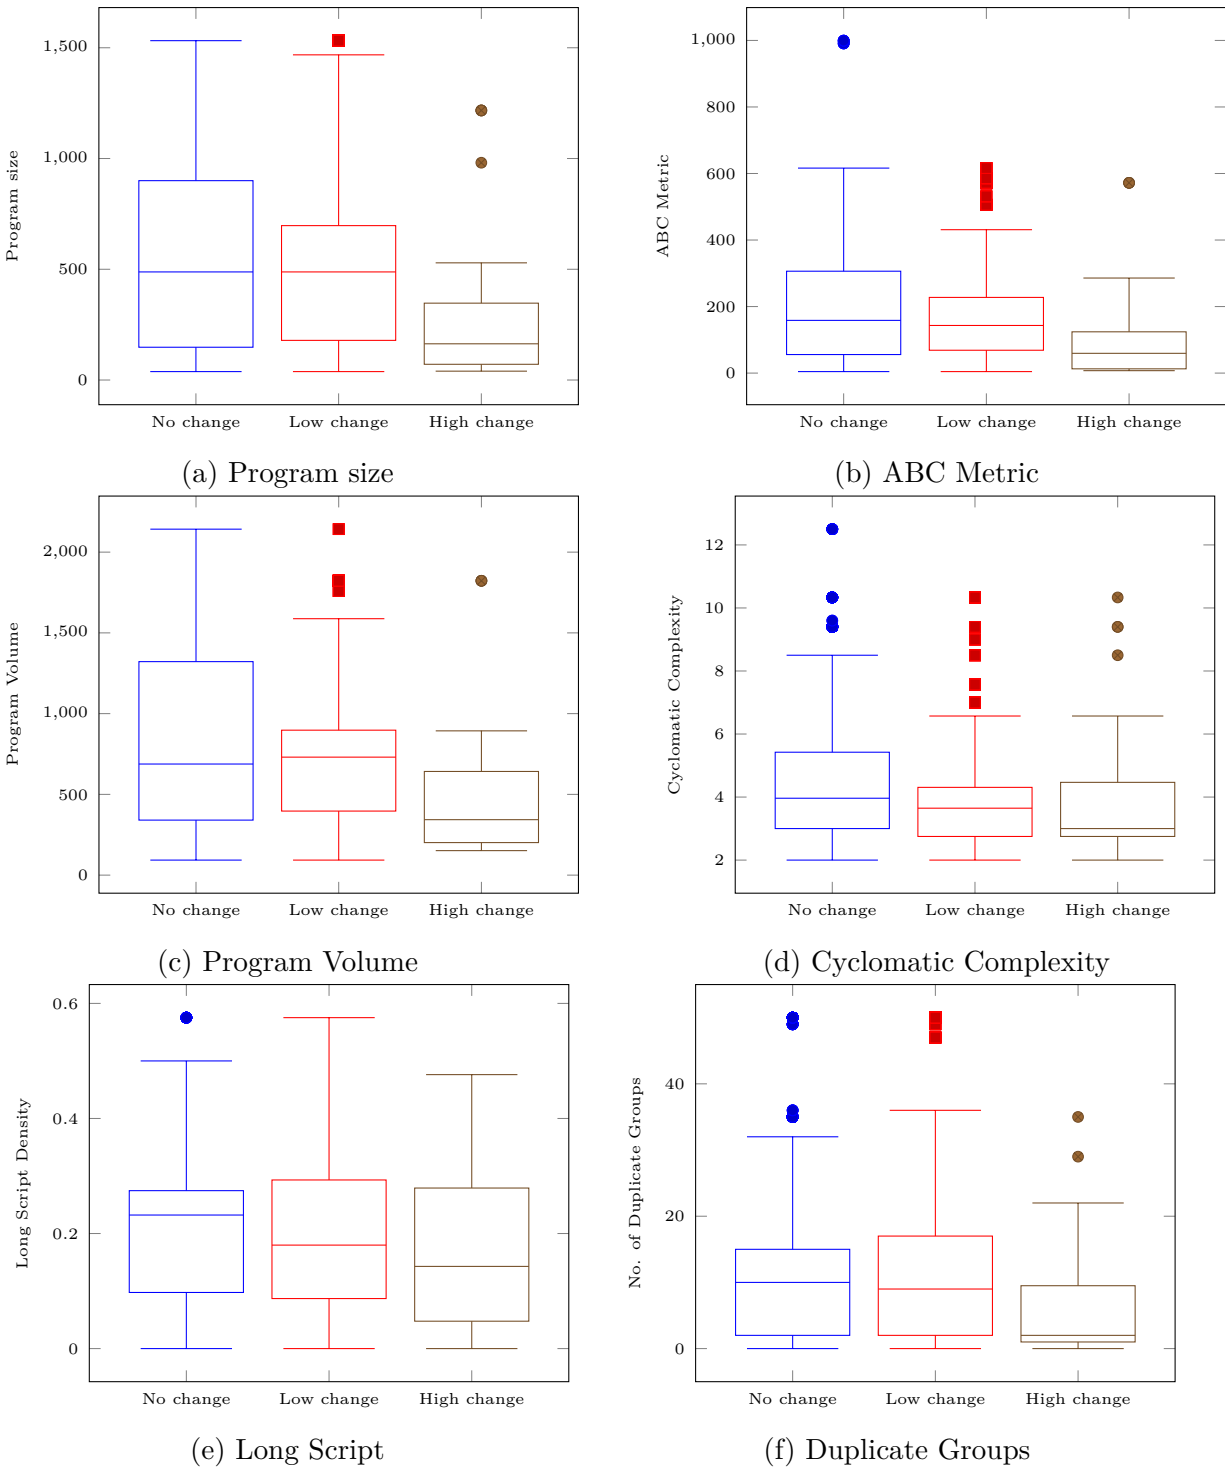 1,500
1,000
500
0
Program size
No change Low change High change
(a) Program size
1,000
800
600
400
200
0
ABC Metric
No change Low change High change
(b) ABC Metric
2,000
1,500
1,000
500
0
Program Volume
No change Low change High change
(c) Program Volume
12
10
8
6
4
2
Cyclomatic Complexity
No change Low change High change
(d) Cyclomatic Complexity
0.6
0.4
0.2
0
Long Script Density
No change Low change High change
(e) Long Script
40
20
0
No. of Duplicate Groups
No change Low change High change
(f) Duplicate Groups